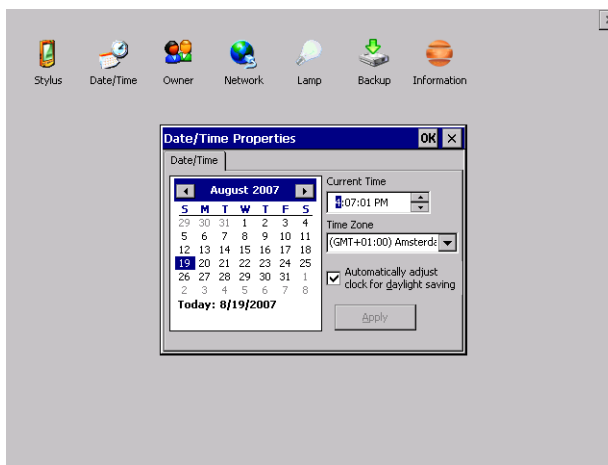 Stylus Date/Time Owner Network Lamp Backup Information
Date/Time Properties OK
Date/Time
August 2007
S M T W T F S
29 30 31 1 2 3 4
5 6 7 8 9 10 11
12 13 14 15 16 17 18
19 20 21 22 23 24 25
26 27 28 29 30 31 1
2 3 4 5 6 7 8
Today: 8/19/2007
Current Time
4:07:01 PM
Time Zone
(GMT+01:00) Amsterda
Automatically adjust
clock for daylight saving
Apply